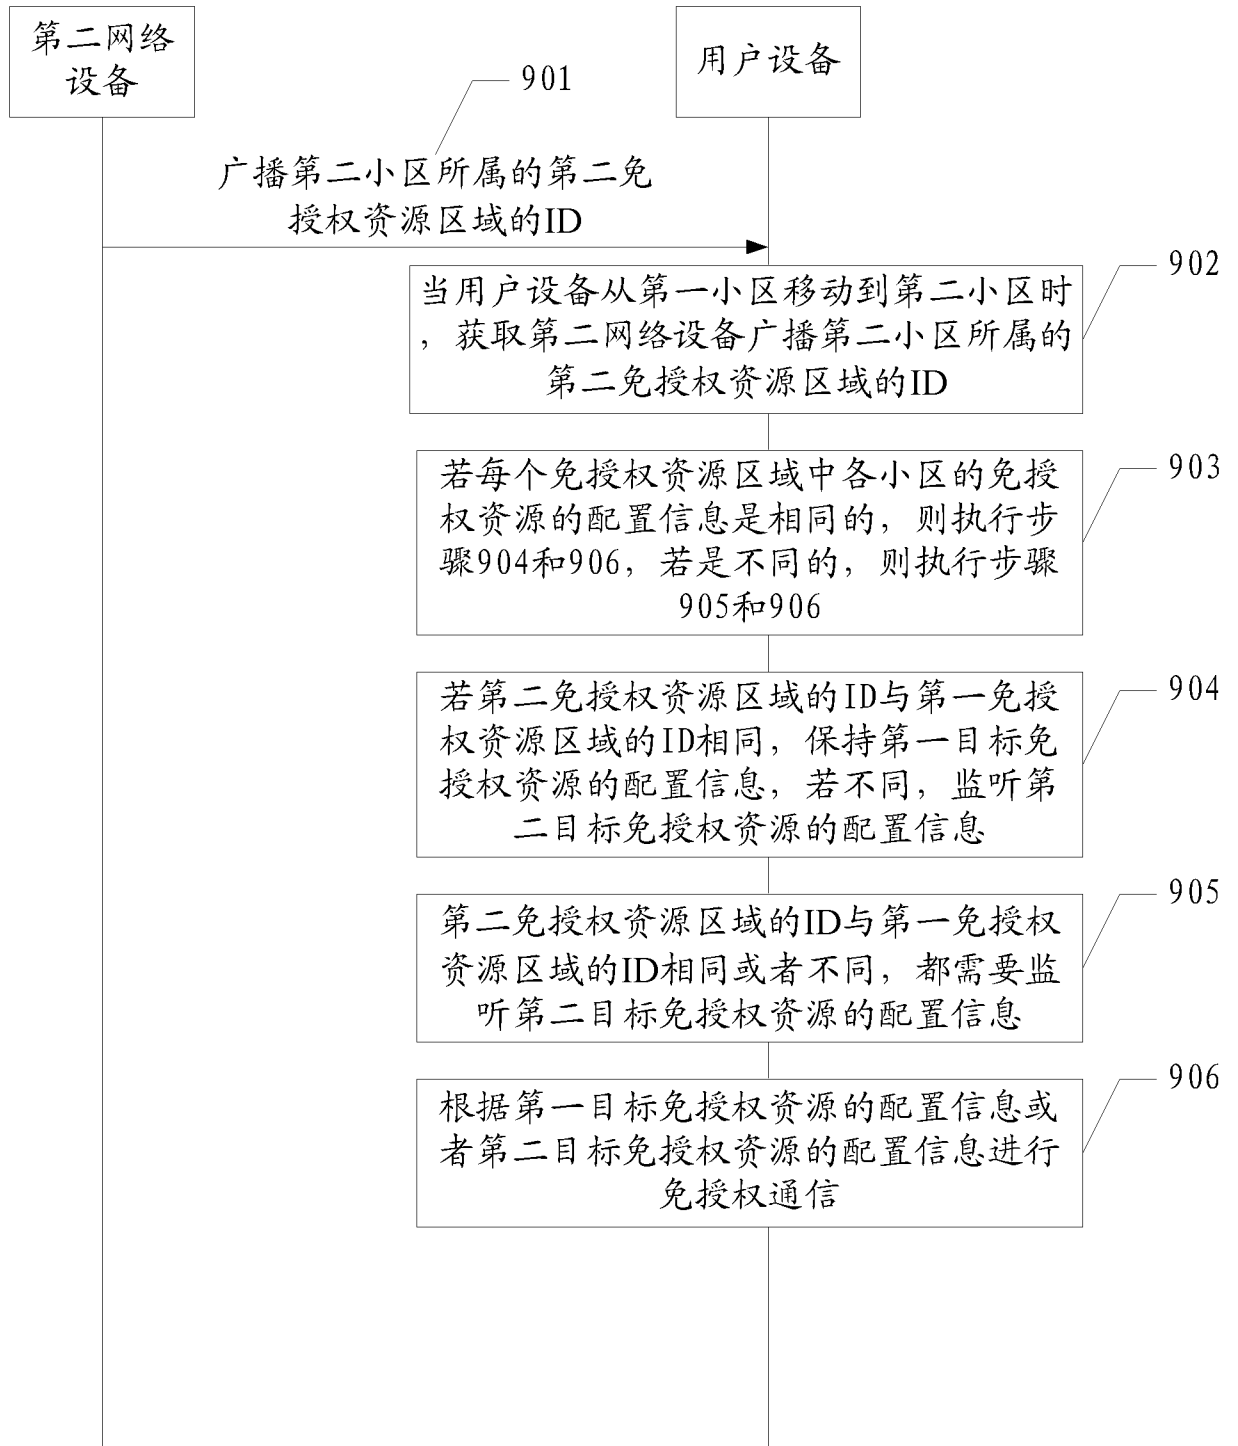 第二网络
设备
用户设备
901
广播第二小区所属的第二免
授权资源区域的ID
902
当用户设备从第一小区移动到第二小区时
，获取第二网络设备广播第二小区所属的
第二免授权资源区域的ID
903
若每个免授权资源区域中各小区的免授
权资源的配置信息是相同的，则执行步
骤904和906，若是不同的，则执行步骤
905和906
904
若第二免授权资源区域的ID与第一免授
权资源区域的ID相同，保持第一目标免
授权资源的配置信息，若不同，监听第
二目标免授权资源的配置信息
905
第二免授权资源区域的ID与第一免授权
资源区域的ID相同或者不同，都需要监
听第二目标免授权资源的配置信息
906
根据第一目标免授权资源的配置信息或
者第二目标免授权资源的配置信息进行
免授权通信